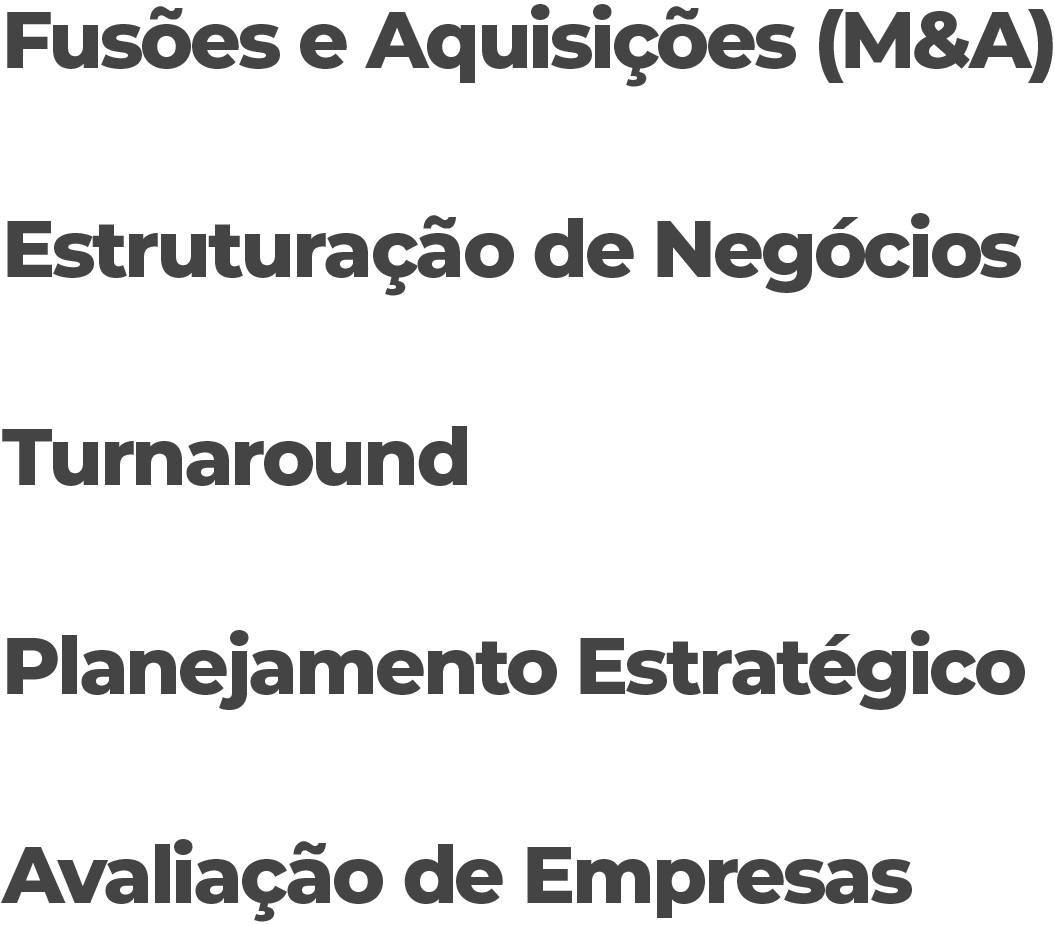 Fusões e Aquisições (M&A)
Estruturação de Negócios
Turnaround
Planejamento Estratégico
Avaliação de Empresas